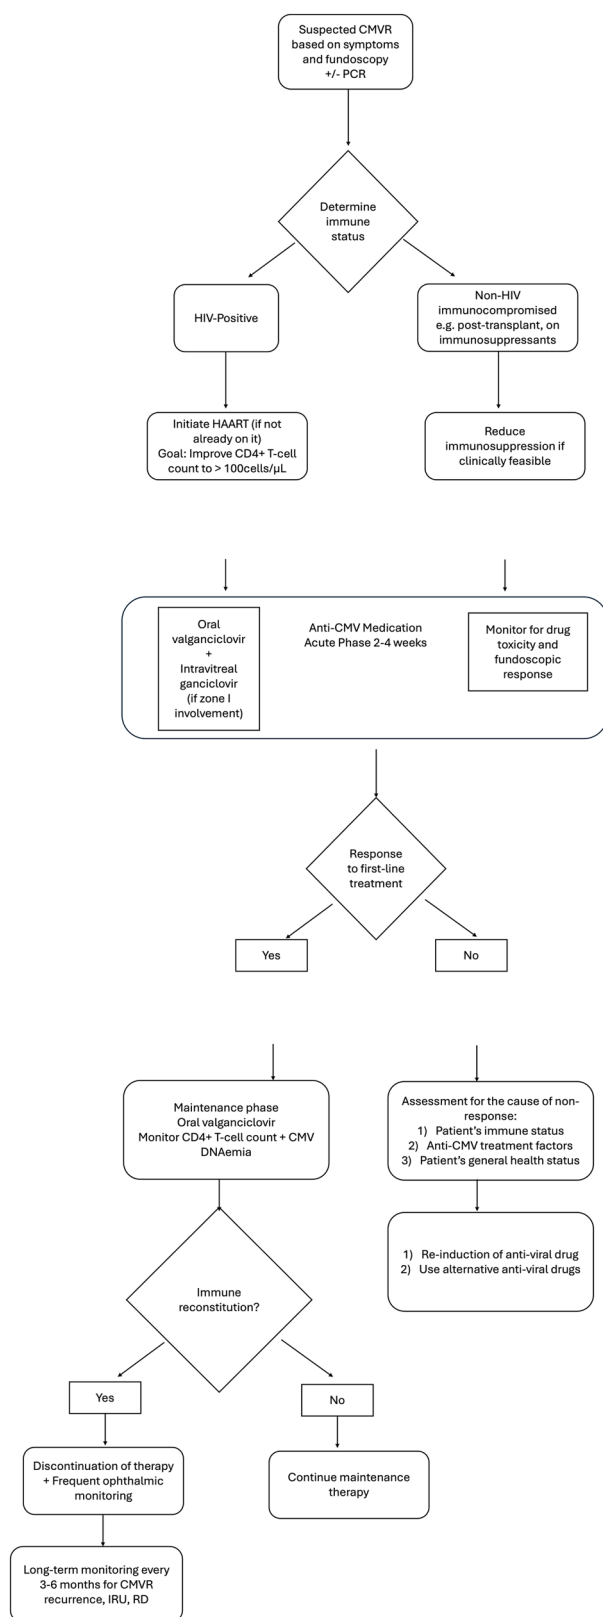 Suspected CMVR
based on symptoms
and fundoscopy
+/- PCR
Determine
immune
status
HIV-Positive
Non-HIV
immunocompromised
e.g. post-transplant, on
immunosuppressants
Initiate HAART (if not
already on it)
Goal: Improve CD4+ T-cell
count to > 100cells/µL
Reduce
immunosuppression if
clinically feasible
Oral
valganciclovir
+
Intravitreal
ganciclovir
(if zone I
involvement)
Anti-CMV Medication
Acute Phase 2-4 weeks
Monitor for drug
toxicity and
fundoscopic
response
Response
to first-line
treatment
Yes
No
Maintenance phase
Oral valganciclovir
Monitor CD4+ T-cell count + CMV
DNAemia
Assessment for the cause of non-
response:
1) Patient's immune status
2) Anti-CMV treatment factors
3) Patient's general health status
1) Re-induction of anti-viral drug
2) Use alternative anti-viral drugs
Immune
reconstitution?
Yes
No
Discontinuation of therapy
+ Frequent ophthalmic
monitoring
Continue maintenance
therapy
Long-term monitoring every
3-6 months for CMVR
recurrence, IRU, RD